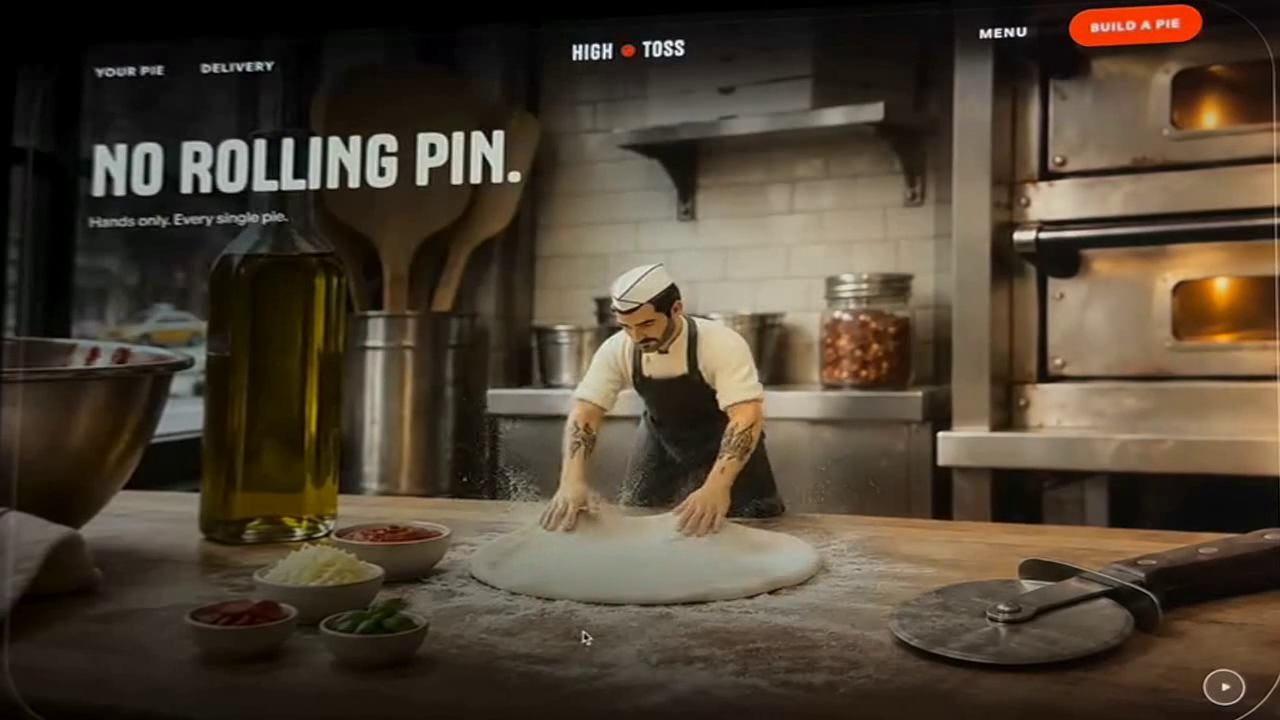 YOUR PIE
DELIVERY
HIGH TOSS
MENU
BUILD A PIE
NO ROLLING PIN.
Hands only. Every single pie.